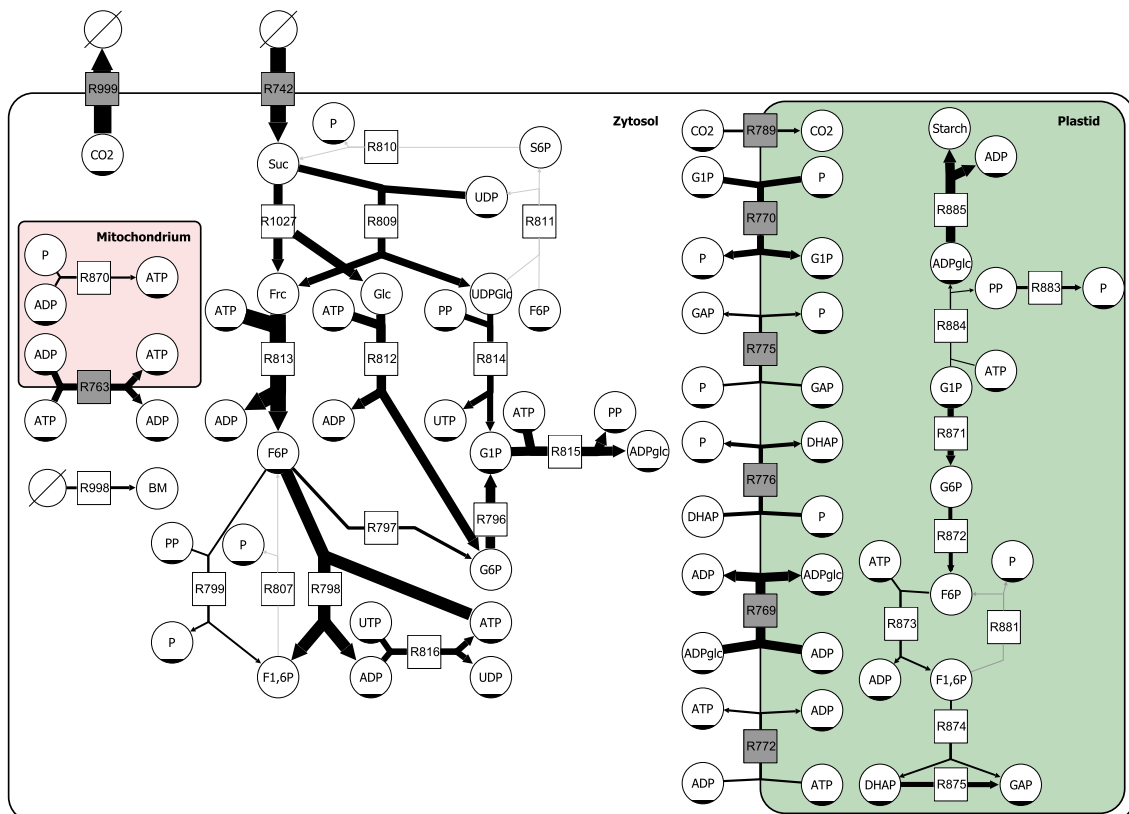 R999
R742
CO2
P
R810
S6P
Zytosol
Plastid
CO2
R789
CO2
Starch
ADP
Suc
UDP
G1P
R770
P
R885
R1027
R809
R811
Mitochondrium
P
R870
ATP
ADP
P
G1P
ADPglc
PP
R883
P
Frc
Glc
UDPGlc
ATP
ATP
PP
F6P
GAP
P
R884
ADP
R763
ATP
R813
R812
R814
R775
ATP
ATP
ADP
P
GAP
G1P
ADP
ADP
UTP
ATP
PP
R871
P
DHAP
F6P
G1P
R815
ADPglc
R776
R998
BM
G6P
DHAP
P
R797
R796
R872
PP
P
G6P
ADP
ADPglc
ATP
P
R799
R807
R798
F6P
R769
R873
R881
UTP
ATP
P
R816
ADPglc
ADP
F1,6P
ADP
UDP
ADP
F1,6P
ATP
ADP
R874
R772
ADP
ATP
DHAP
R875
GAP